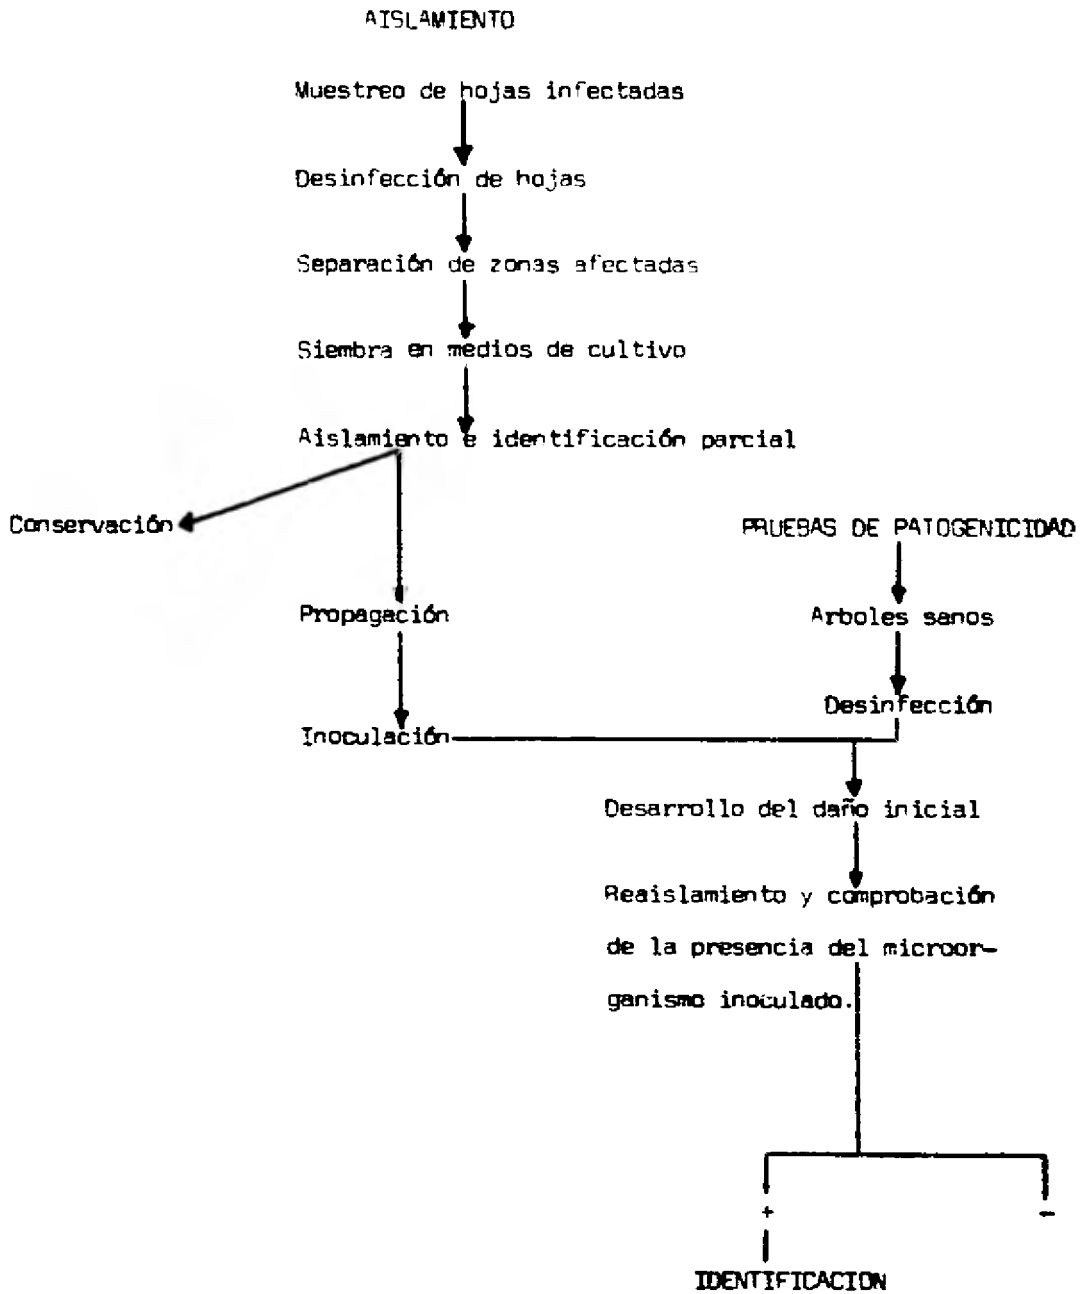 AISLAMIENTO
Muestreo de hojas infectadas
Desinfección de hojas
Separación de zonas afectadas
Siembra en medios de cultivo
Aislamiento e identificación parcial
Conservación
PRUEBAS DE PATOGENICIDAD
Propagación
Arboles sanos
Desinfección
Inoculación
Desarrollo del daño inicial
Reaislamiento y comprobación
de la presencia del microor-
ganismo inoculado.
+ -
IDENTIFICACION